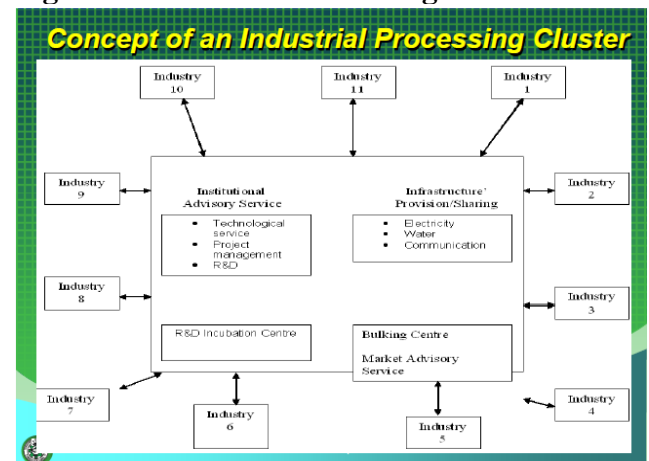 Concept of an Industrial Processing Cluster
Industry
10
Industry
11
Industry
1
Industry
9
Industry
2
Institutional
Advisory Service
• Technological
service
• Project
management
• R&D
Infrastructure'
Provision/Sharing
• Electricity
• Water
• Communication
Industry
8
Industry
3
R&D Incubation Centre
Bulking Centre
Market Advisory
Service
Industry
7
Industry
6
Industry
5
Industry
4